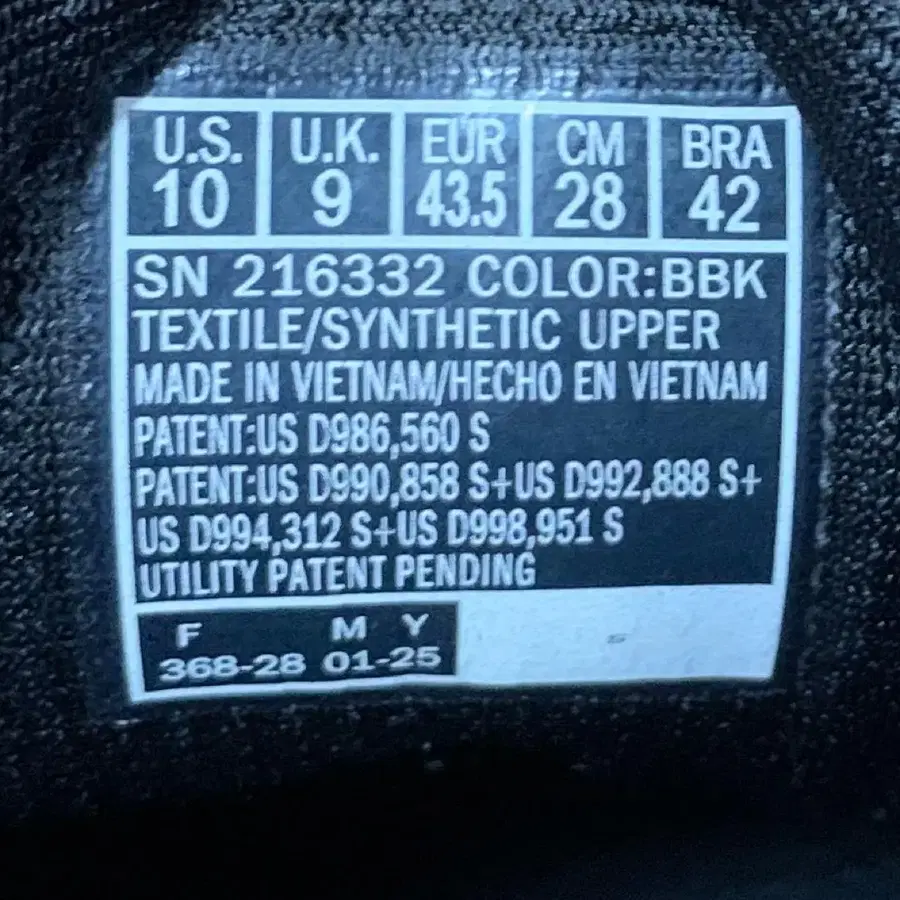 U.S. U.K. EUR CM BRA
10 9 43.5 28 42
SN 216332 COLOR:BBK
TEXTILE/SYNTHETIC UPPER
MADE IN VIETNAM/HECHO EN VIETNAM
PATENT:US D986,560 S
PATENT:US D990,858 S+US D992,888 S+
US D994,312 S+US D998,951 S
UTILITY PATENT PENDING
F M Y
368-28 01-25